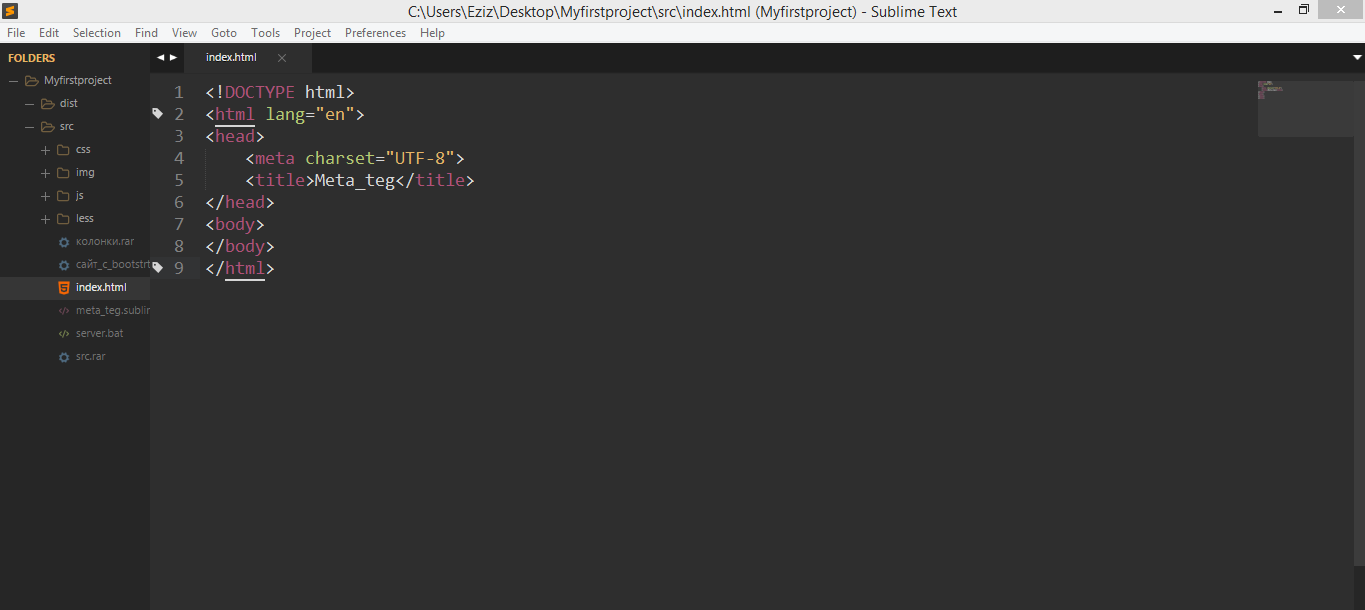 C:\Users\Eziz\Desktop\Myfirstproject\src\index.html (Myfirstproject) - Sublime Text
File Edit Selection Find View Goto Tools Project Preferences Help
FOLDERS
Myfirstproject
dist
src
css
img
js
less
колонки.rar
сайт_с_bootstrt
index.html
meta_teg.sublin
server.bat
src.rar
index.html
1 <!DOCTYPE html>
2 <html lang="en">
3 <head>
4 <meta charset="UTF-8">
5 <title>Meta_teg</title>
6 </head>
7 <body>
8 </body>
9 </html>